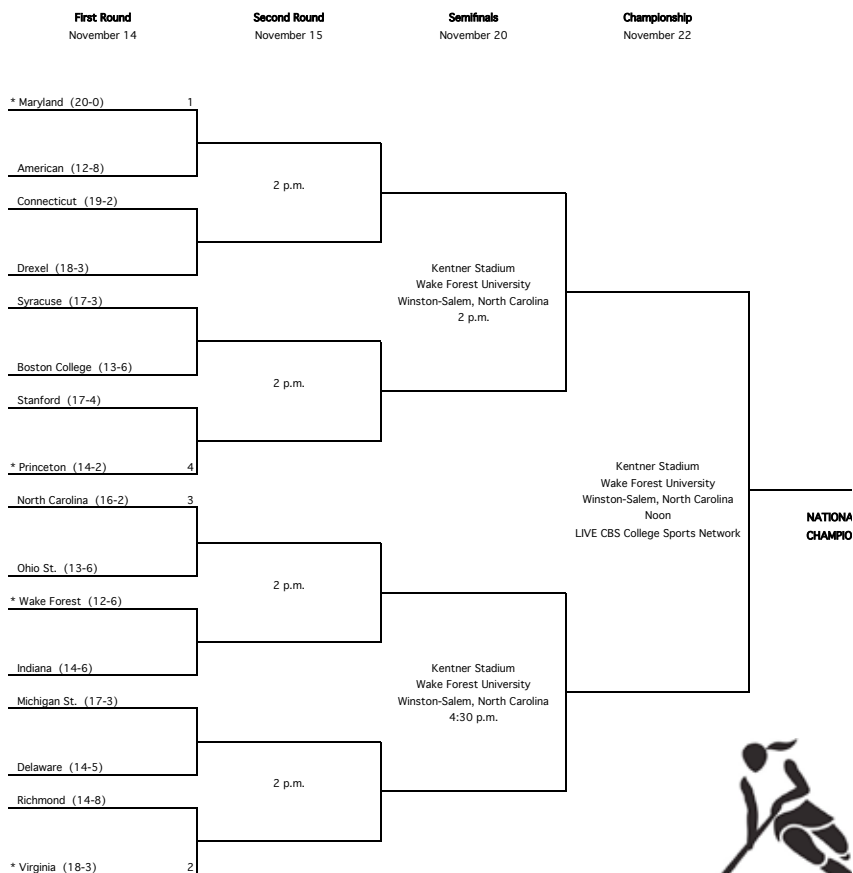 First Round
November 14
Second Round
November 15
Semifinals
November 20
Championship
November 22
* Maryland (20-0) 1
American (12-8)
2 p.m.
Connecticut (19-2)
Drexel (18-3)
Kentner Stadium
Wake Forest University
Winston-Salem, North Carolina
2 p.m.
Syracuse (17-3)
Boston College (13-6)
2 p.m.
Stanford (17-4)
* Princeton (14-2) 4
Kentner Stadium
Wake Forest University
Winston-Salem, North Carolina
Noon
LIVE CBS College Sports Network
NATIONA
CHAMPIO
North Carolina (16-2) 3
Ohio St. (13-6)
2 p.m.
* Wake Forest (12-6)
Indiana (14-6)
Kentner Stadium
Wake Forest University
Winston-Salem, North Carolina
4:30 p.m.
Michigan St. (17-3)
Delaware (14-5)
2 p.m.
Richmond (14-8)
* Virginia (18-3) 2